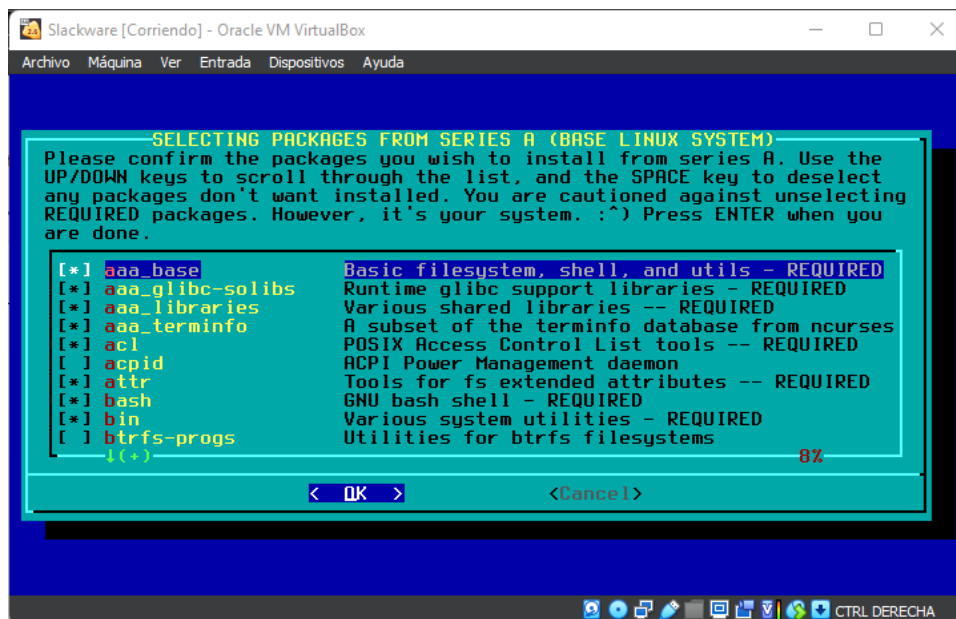 Slackware [Corriendo] - Oracle VM VirtualBox
Archivo Máquina Ver Entrada Dispositivos Ayuda
SELECTING PACKAGES FROM SERIES A (BASE LINUX SYSTEM)
Please confirm the packages you wish to install from series A. Use the
UP/DOWN keys to scroll through the list, and the SPACE key to deselect
any packages don't want installed. You are cautioned against unselecting
REQUIRED packages. However, it's your system. :^) Press ENTER when you
are done.
[*] aaa_base Basic filesystem, shell, and utils - REQUIRED
[*] aaa_glibc-solibs Runtime glibc support libraries - REQUIRED
[*] aaa_libraries Various shared libraries -- REQUIRED
[*] aaa_terminfo A subset of the terminfo database from ncurses
[*] acl POSIX Access Control List tools -- REQUIRED
[ ] acpid ACPI Power Management daemon
[*] attr Tools for fs extended attributes -- REQUIRED
[*] bash GNU bash shell - REQUIRED
[*] bin Various system utilities - REQUIRED
[ ] btrfs-progs Utilities for btrfs filesystems
↓(+) 8%
< OK > <Cancel>
CTRL DERECHA